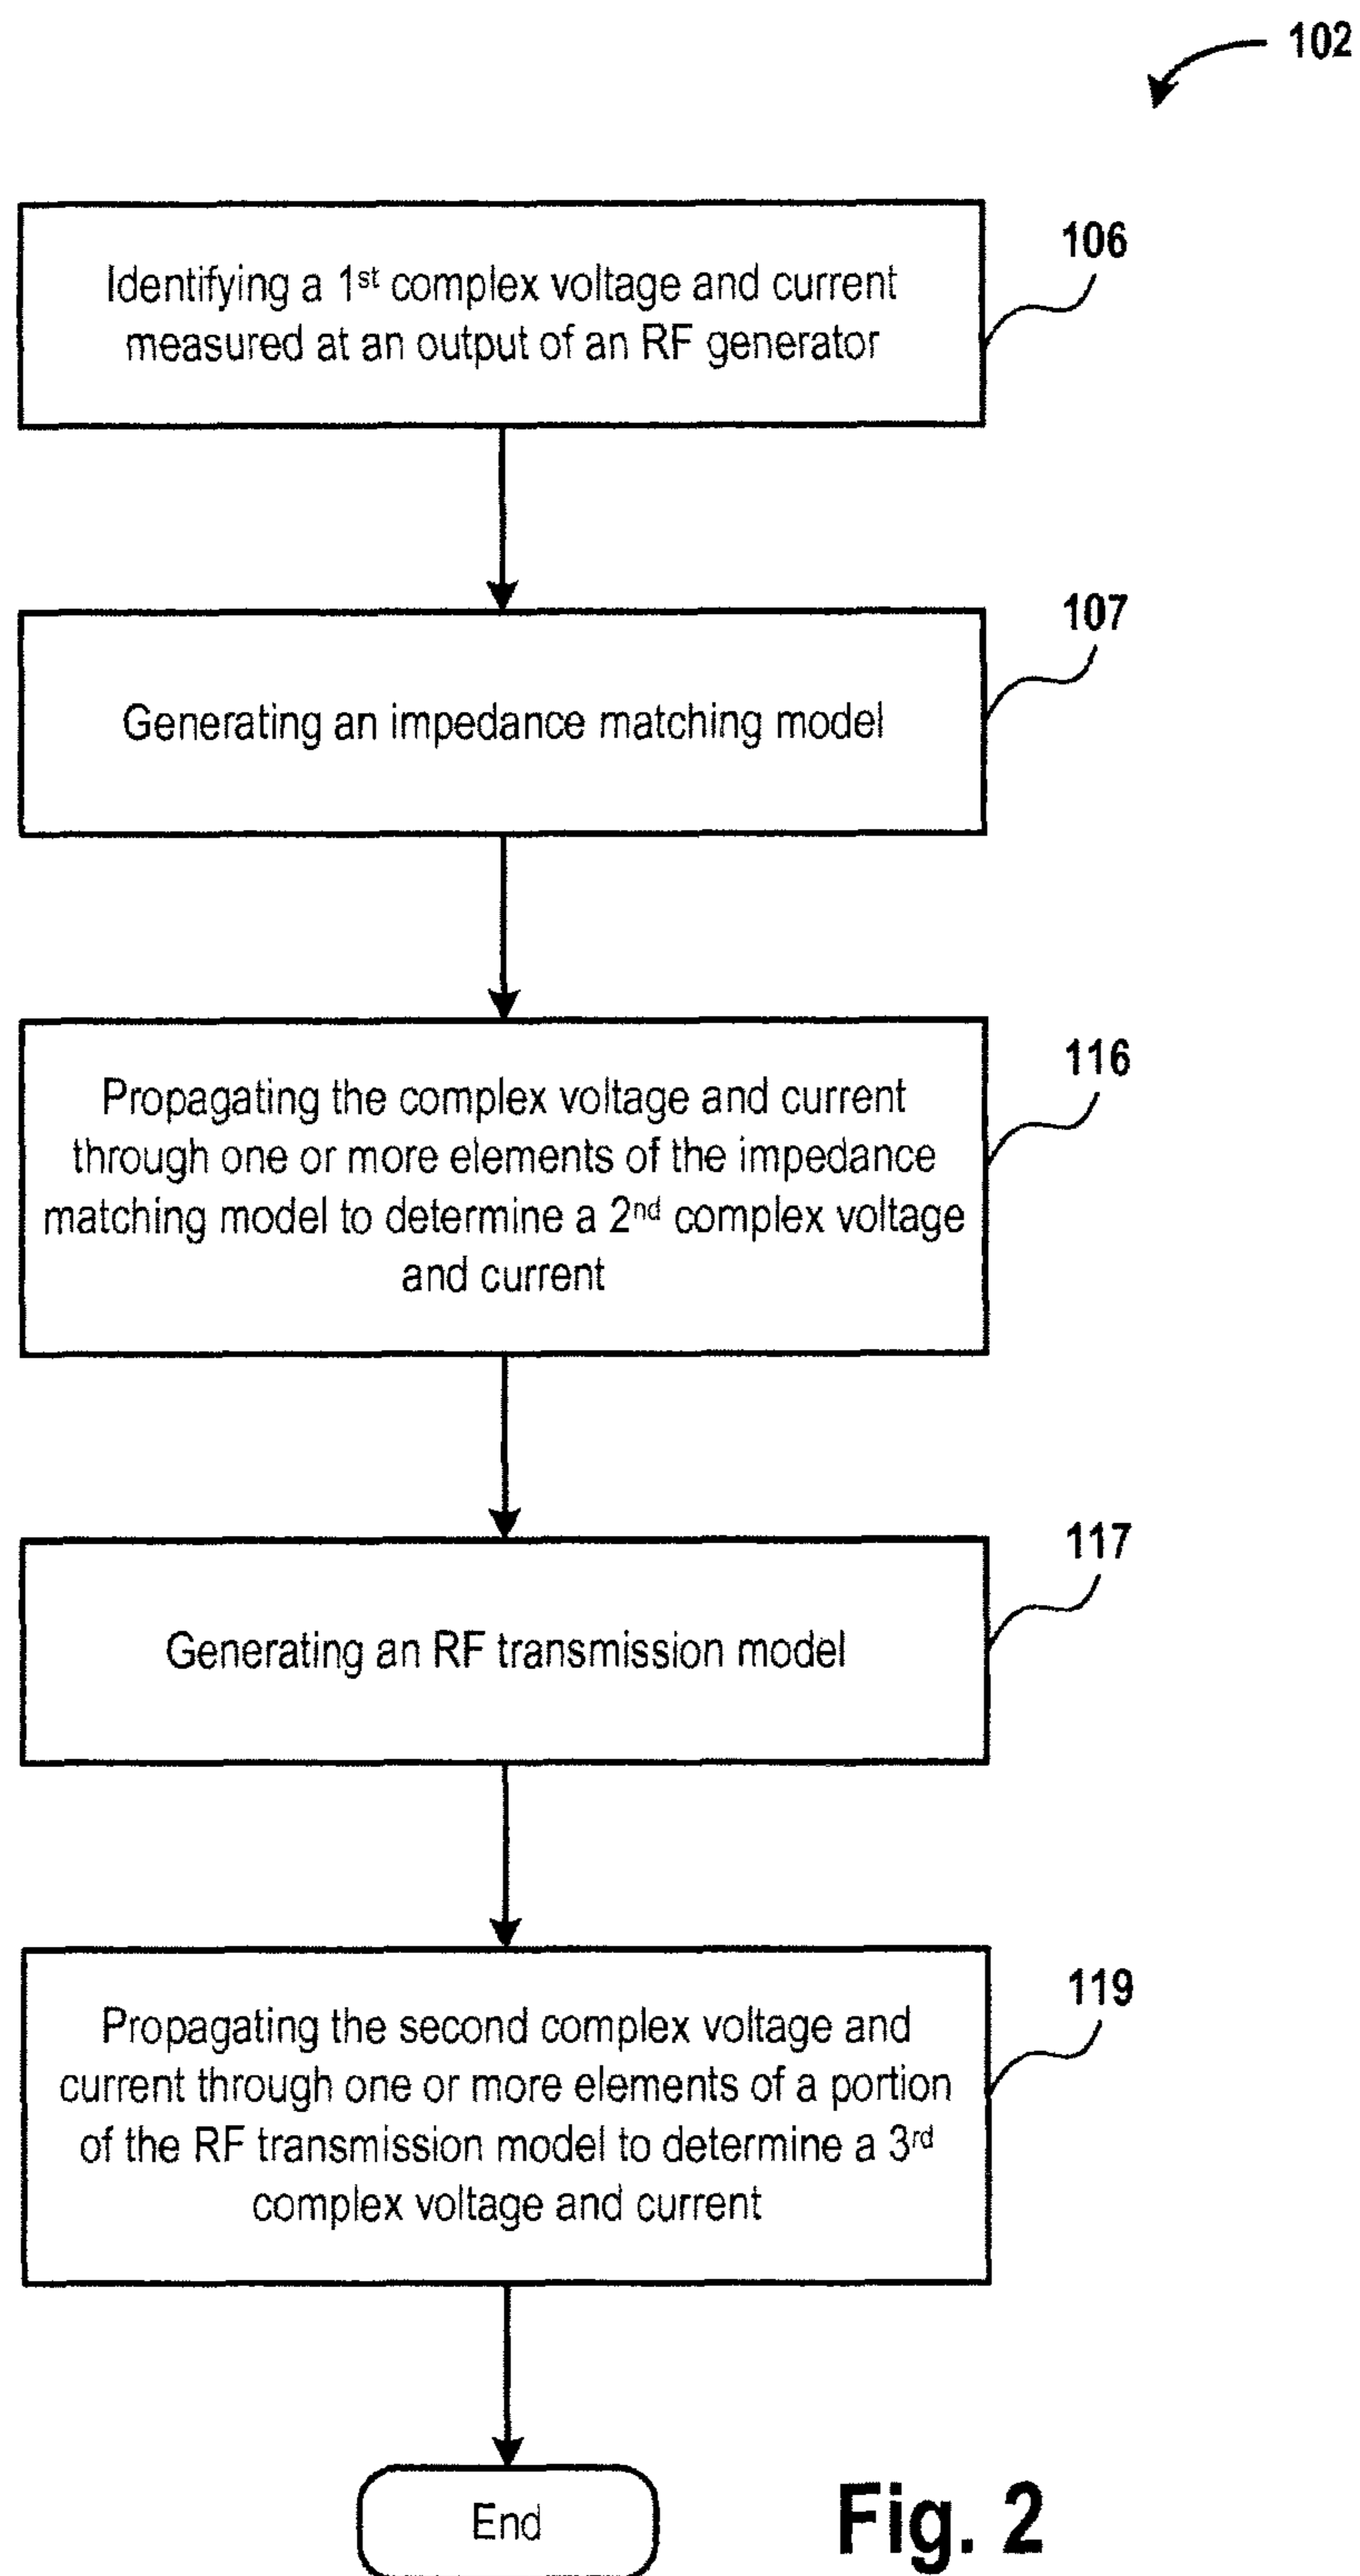 102
106
Identifying a 1st complex voltage and current
measured at an output of an RF generator
107
Generating an impedance matching model
116
Propagating the complex voltage and current
through one or more elements of the impedance
matching model to determine a 2nd complex voltage
and current
117
Generating an RF transmission model
119
Propagating the second complex voltage and
current through one or more elements of a portion
of the RF transmission model to determine a 3rd
complex voltage and current
End
Fig. 2